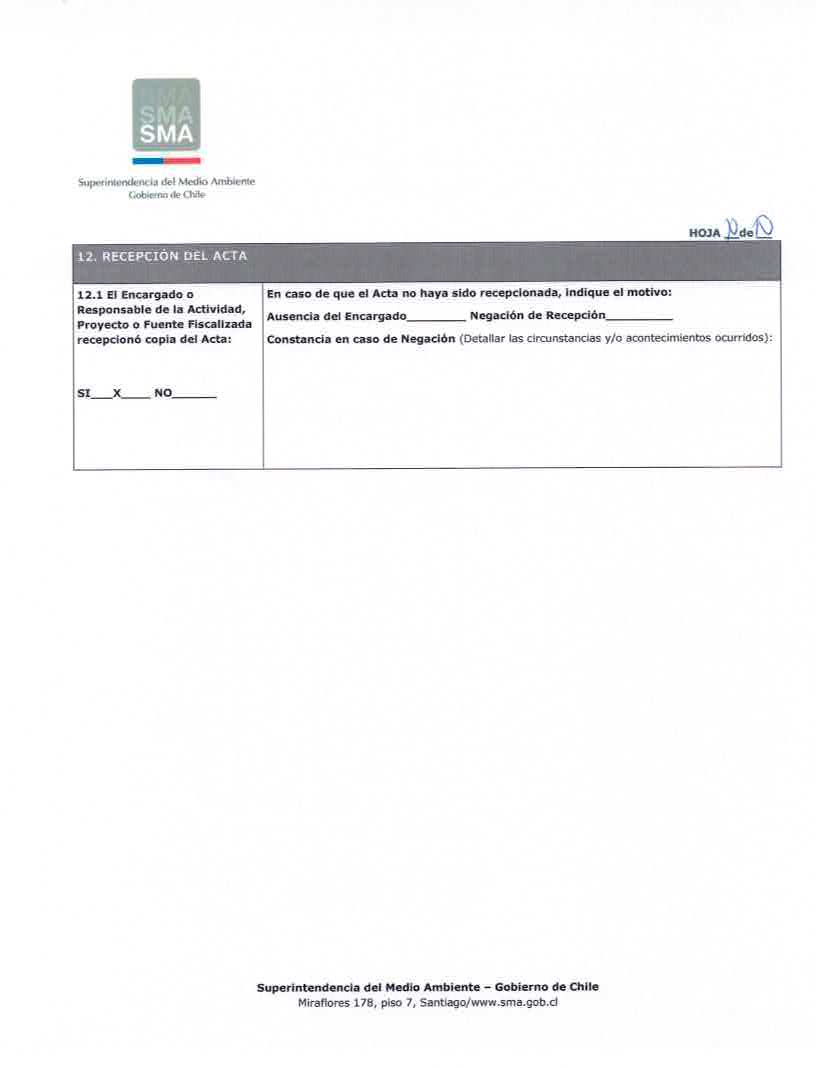 SMA
SMA
SMA
Superintendencia del Medio Ambiente
Gobierno de Chile
HOJA 10 de 10
12. RECEPCIÓN DEL ACTA
12.1 El Encargado o
Responsable de la Actividad,
Proyecto o Fuente Fiscalizada
recepcionó copia del Acta:
SI___X____ NO______
En caso de que el Acta no haya sido recepcionada, indique el motivo:
Ausencia del Encargado________ Negación de Recepción_________
Constancia en caso de Negación (Detallar las circunstancias y/o acontecimientos ocurridos):
Superintendencia del Medio Ambiente – Gobierno de Chile
Miraflores 178, piso 7, Santiago/www.sma.gob.cl